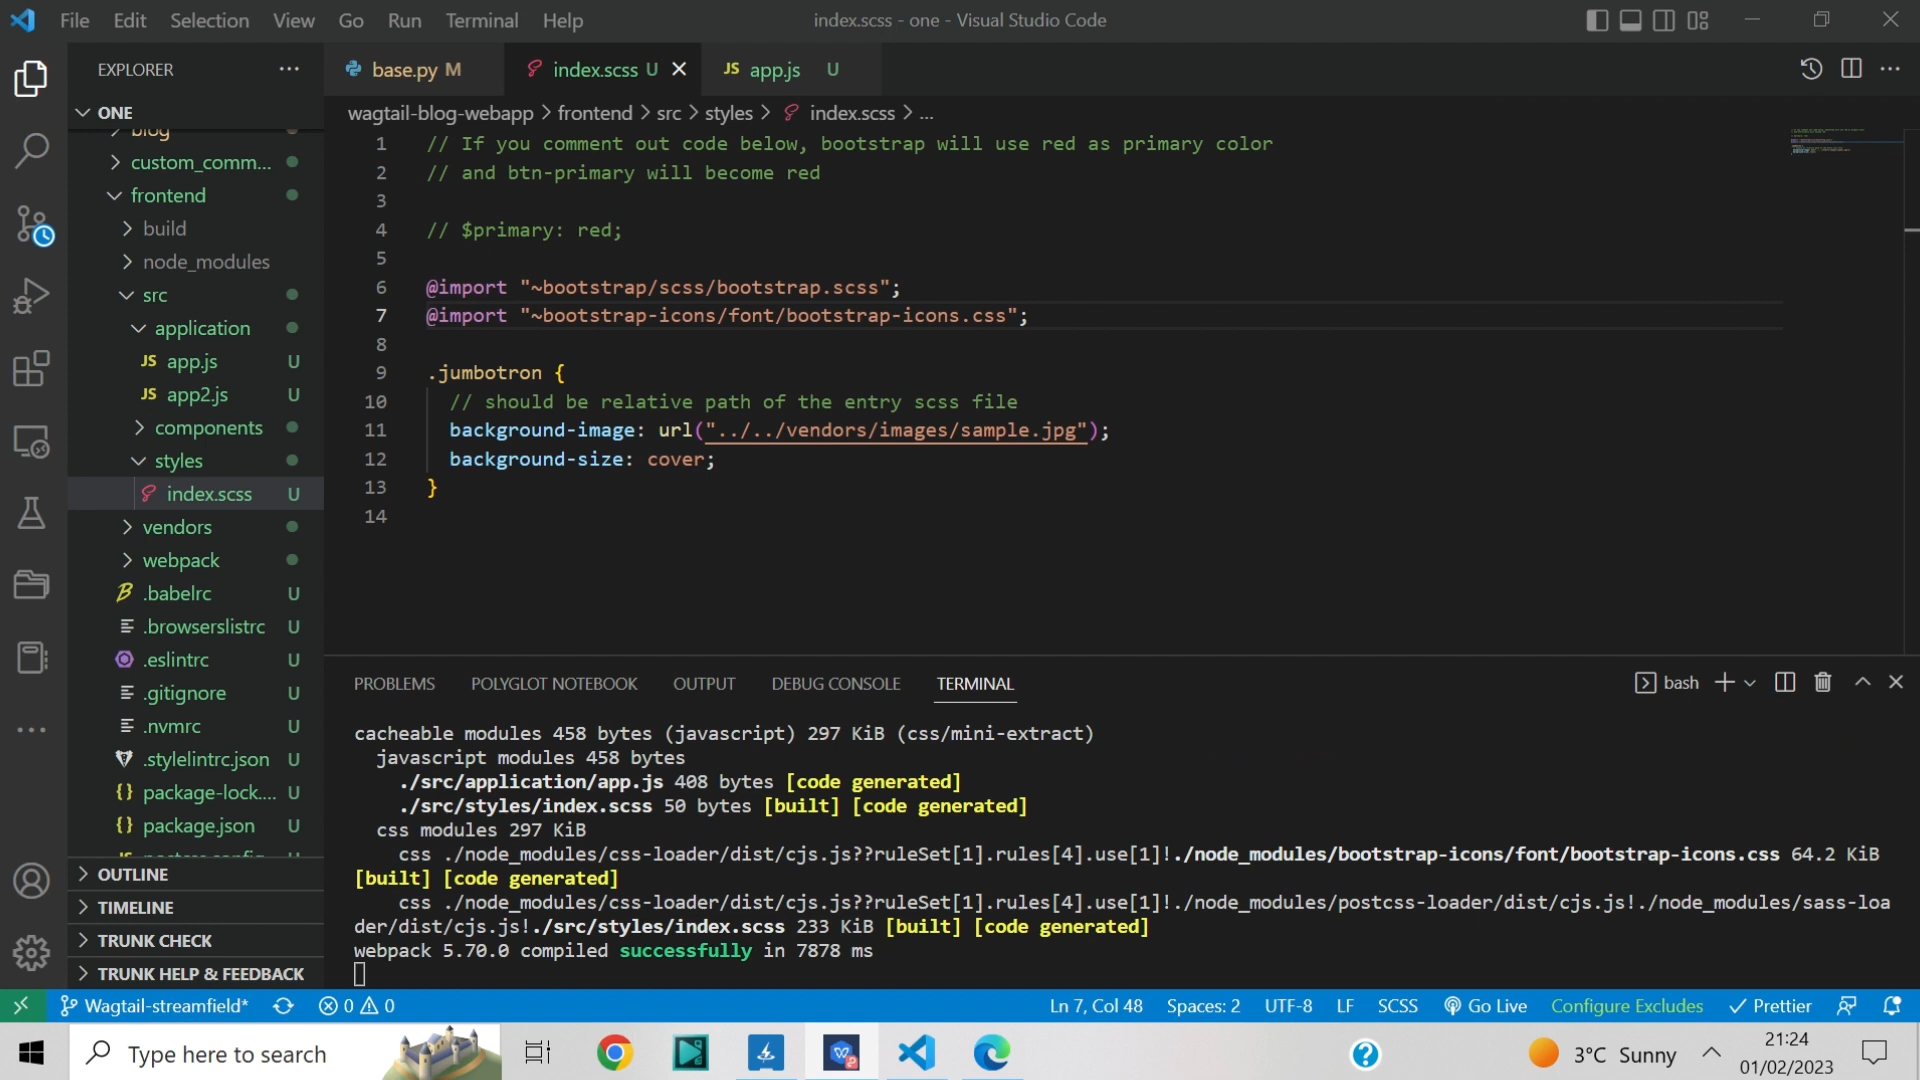 File Edit Selection View Go Run Terminal Help
index.scss - one - Visual Studio Code
EXPLORER
base.py M
index.scss U
JS app.js U
ONE
wagtail-blog-webapp > frontend > src > styles > index.scss > ...
blog
custom_comm...
frontend
build
node_modules
src
application
JS app.js U
JS app2.js U
components
styles
index.scss U
vendors
webpack
.babelrc U
.browserslistrc U
.eslintrc U
.gitignore U
.nvmrc U
.stylelintrc.json U
{} package-lock.... U
{} package.json U
OUTLINE
TIMELINE
TRUNK CHECK
TRUNK HELP & FEEDBACK
1 // If you comment out code below, bootstrap will use red as primary color
2 // and btn-primary will become red
3
4 // $primary: red;
5
6 @import "~bootstrap/scss/bootstrap.scss";
7 @import "~bootstrap-icons/font/bootstrap-icons.css";
8
9 .jumbotron {
10 // should be relative path of the entry scss file
11 background-image: url("../../vendors/images/sample.jpg");
12 background-size: cover;
13 }
14
PROBLEMS POLYGLOT NOTEBOOK OUTPUT DEBUG CONSOLE TERMINAL
bash
cacheable modules 458 bytes (javascript) 297 KiB (css/mini-extract)
javascript modules 458 bytes
./src/application/app.js 408 bytes [code generated]
./src/styles/index.scss 50 bytes [built] [code generated]
css modules 297 KiB
css ./node_modules/css-loader/dist/cjs.js??ruleSet[1].rules[4].use[1]!./node_modules/bootstrap-icons/font/bootstrap-icons.css 64.2 KiB
[built] [code generated]
css ./node_modules/css-loader/dist/cjs.js??ruleSet[1].rules[4].use[1]!./node_modules/postcss-loader/dist/cjs.js!./node_modules/sass-loa
der/dist/cjs.js!./src/styles/index.scss 233 KiB [built] [code generated]
webpack 5.70.0 compiled successfully in 7878 ms
Wagtail-streamfield* 0 0
Ln 7, Col 48 Spaces: 2 UTF-8 LF SCSS Go Live Configure Excludes Prettier
Type here to search
3°C Sunny
21:24
01/02/2023